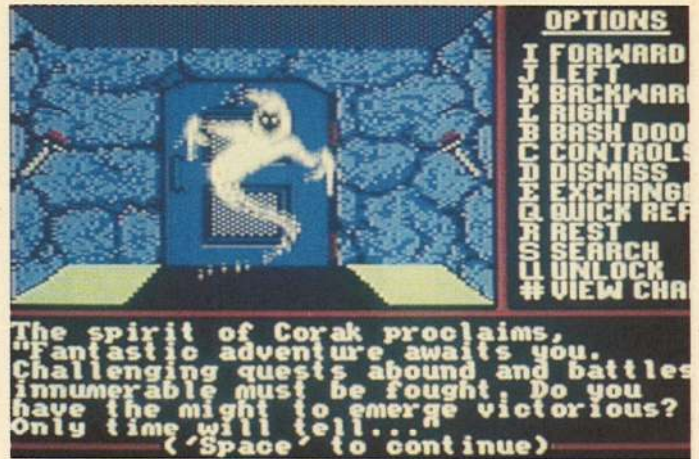 OPTIONS
I FORWARD
J LEFT
K BACKWAR
L RIGHT
B BASH DOO
C CONTROLS
D DISMISS
E EXCHANGE
Q QUICK REF
R REST
S SEARCH
U UNLOCK
# VIEW CHA
The spirit of Corak proclaims,
"Fantastic adventure awaits you.
Challenging quests abound and battles
innumerable must be fought. Do you
have the might to emerge victorious?
Only time will tell..."
('Space' to continue)